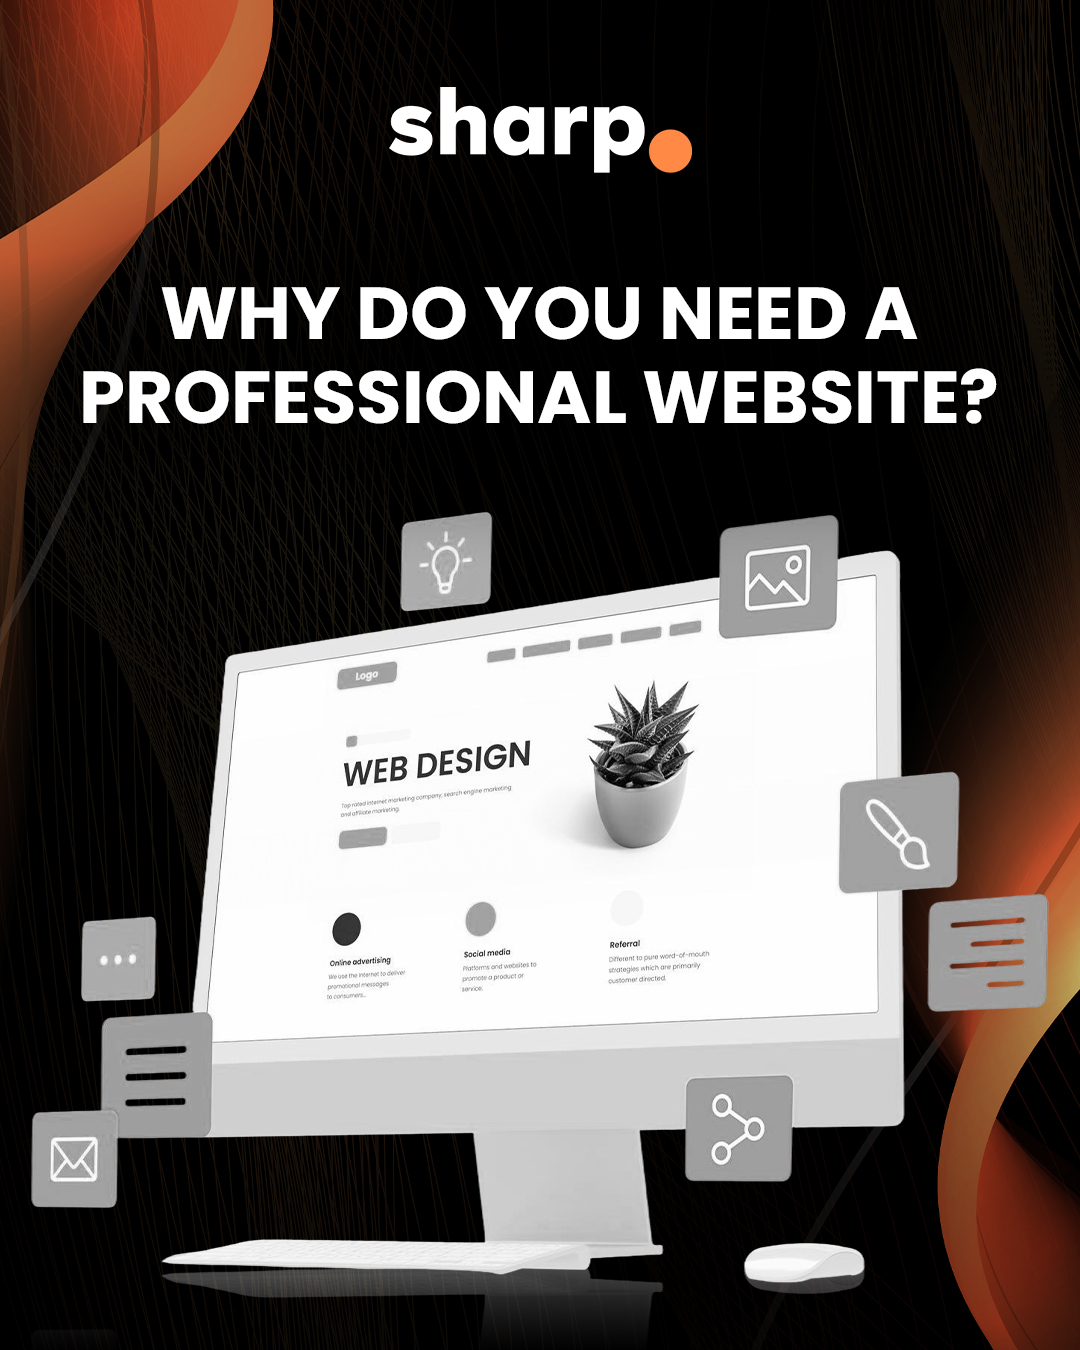 sharp.
WHY DO YOU NEED A
PROFESSIONAL WEBSITE?
Logo
WEB DESIGN
Top rated internet marketing company, search engine marketing
and affiliate marketing.
Online advertising
We use the Internet to deliver
promotional messages
to consumers...
Social media
Platforms and websites to
promote a product or
service.
Referral
Different to pure word-of-mouth
strategies which are primarily
customer directed.